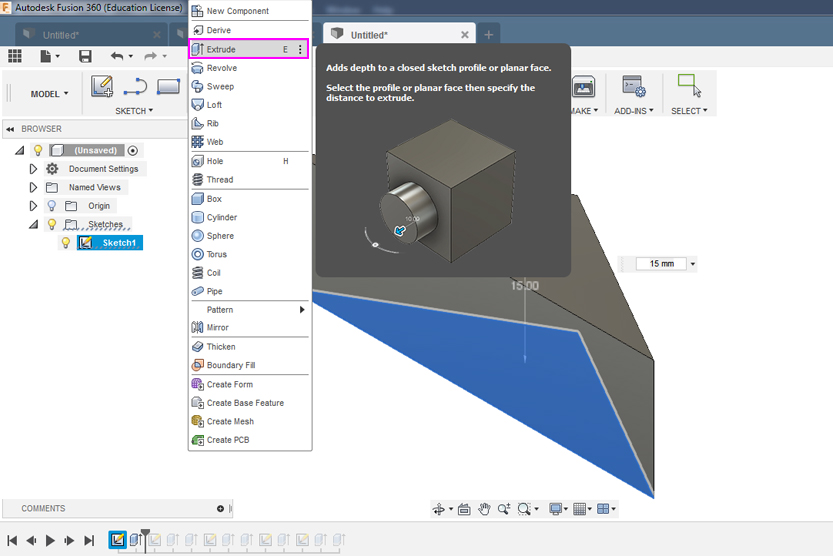 Autodesk Fusion 360 (Education License)
Window Help
Untitled*
Untitled*
MODEL
SKETCH
MAKE
ADD-INS
SELECT
BROWSER
(Unsaved)
Document Settings
Named Views
Origin
Sketches
Sketch1
New Component
Derive
Extrude E
Revolve
Sweep
Loft
Rib
Web
Hole H
Thread
Box
Cylinder
Sphere
Torus
Coil
Pipe
Pattern
Mirror
Thicken
Boundary Fill
Create Form
Create Base Feature
Create Mesh
Create PCB
Adds depth to a closed sketch profile or planar face.
Select the profile or planar face then specify the
distance to extrude.
10.00
15 mm
15.00
COMMENTS